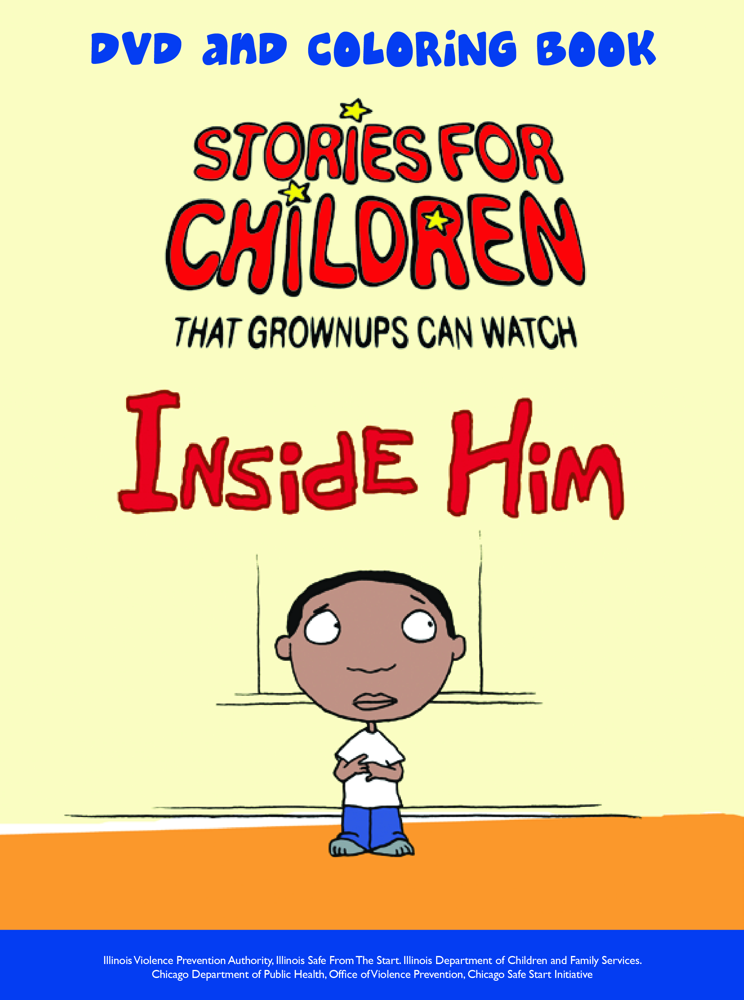 DVD and COLORiNG BOOK
STORiES FOR
CHiLDREN
THAT GROWNUPS CAN WATCH
INSidE HiM
Illinois Violence Prevention Authority, Illinois Safe From The Start. Illinois Department of Children and Family Services.
Chicago Department of Public Health, Office of Violence Prevention, Chicago Safe Start Initiative